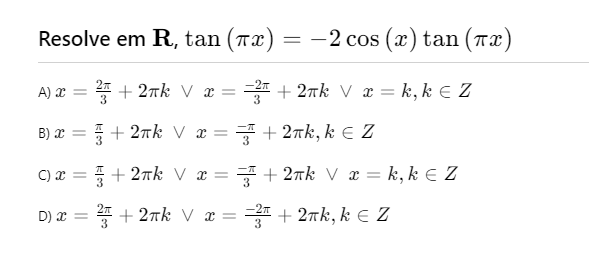 Resolve em R, tan (πx) = −2 cos (x) tan (πx)
A) x = 2π/3 + 2πk ∨ x = −2π/3 + 2πk ∨ x = k, k ∈ Z
B) x = π/3 + 2πk ∨ x = −π/3 + 2πk, k ∈ Z
C) x = π/3 + 2πk ∨ x = −π/3 + 2πk ∨ x = k, k ∈ Z
D) x = 2π/3 + 2πk ∨ x = −2π/3 + 2πk, k ∈ Z